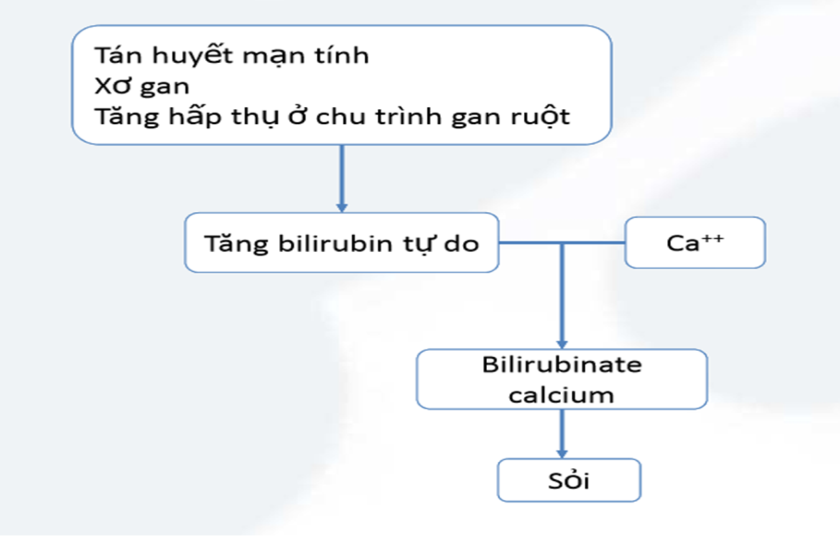 Tán huyết mạn tính
Xơ gan
Tăng hấp thụ ở chu trình gan ruột
Tăng bilirubin tự do
Ca⁺⁺
Bilirubinate
calcium
Sỏi